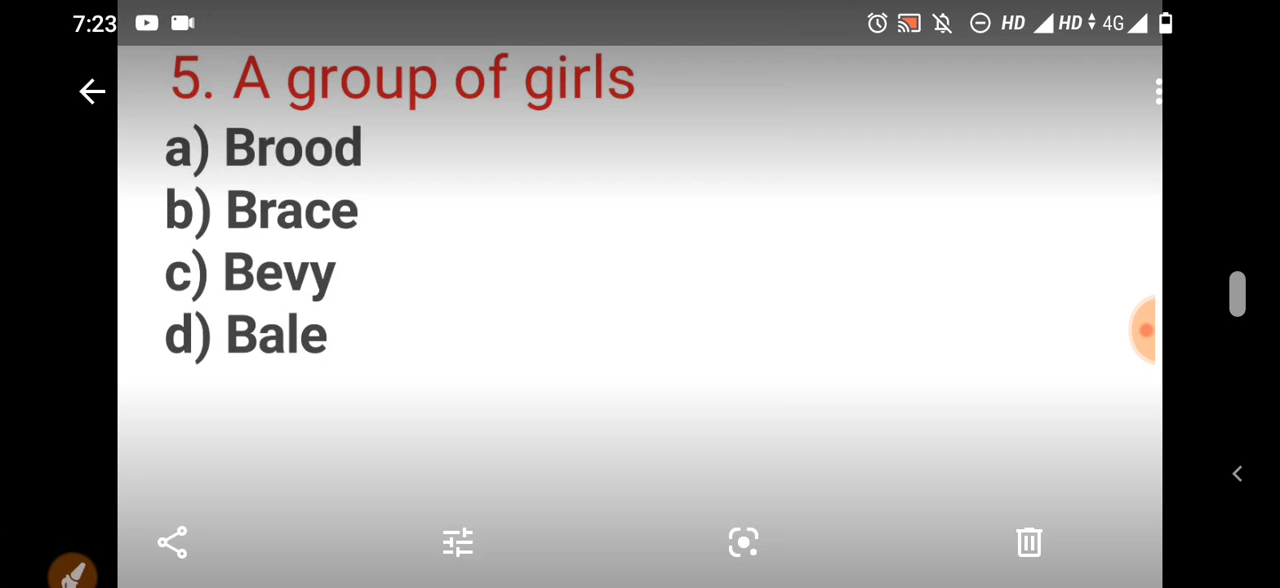 7:23 HD HD 4G
5. A group of girls
a) Brood
b) Brace
c) Bevy
d) Bale